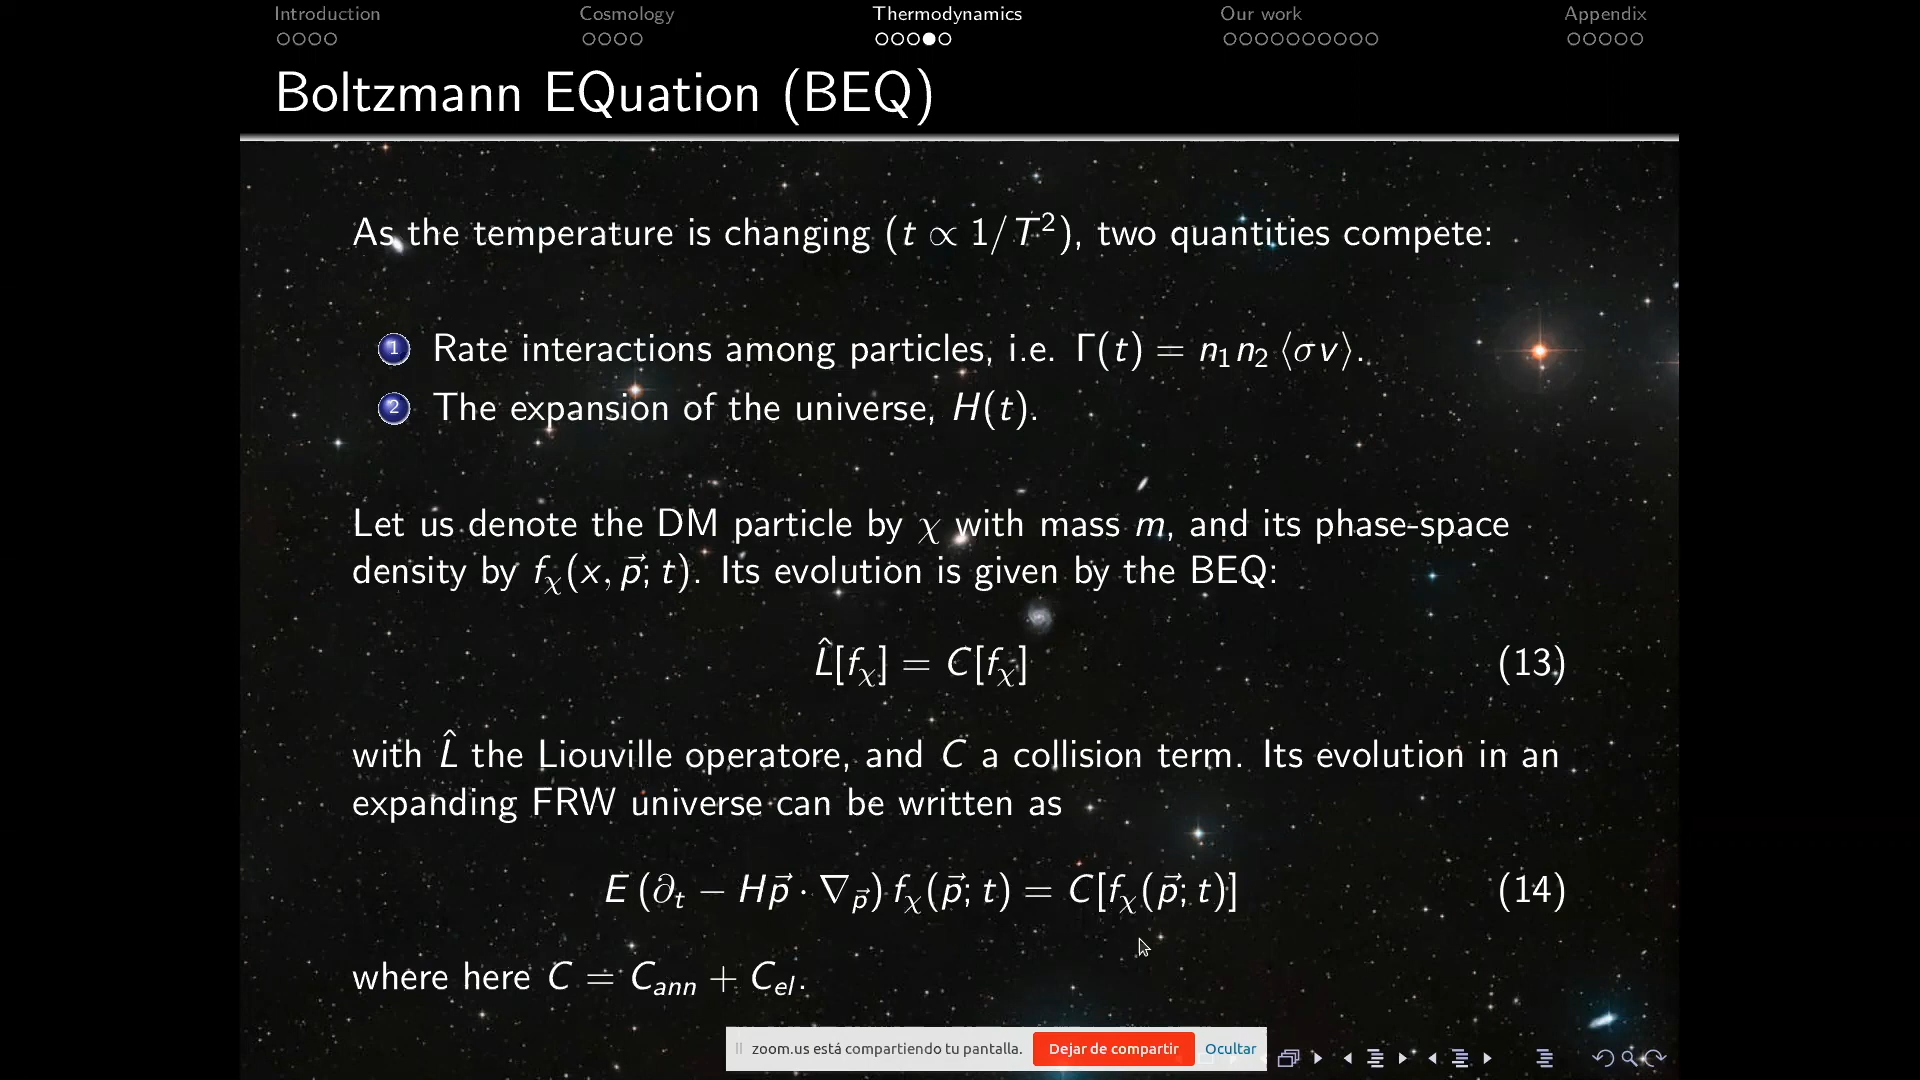 Introduction Cosmology Thermodynamics Our work Appendix
Boltzmann EQuation (BEQ)
As the temperature is changing (t ∝ 1/T²), two quantities compete:
1 Rate interactions among particles, i.e. Γ(t) = n₁n₂ ⟨σv⟩.
2 The expansion of the universe, H(t).
Let us denote the DM particle by χ with mass m, and its phase-space
density by f_χ(x, p⃗; t). Its evolution is given by the BEQ:
L̂[f_χ] = C[f_χ] (13)
with L̂ the Liouville operatore, and C a collision term. Its evolution in an
expanding FRW universe can be written as
E (∂_t − Hp⃗ · ∇_p⃗) f_χ(p⃗; t) = C[f_χ(p⃗; t)] (14)
where here C = C_ann + C_el.
zoom.us está compartiendo tu pantalla. Dejar de compartir Ocultar